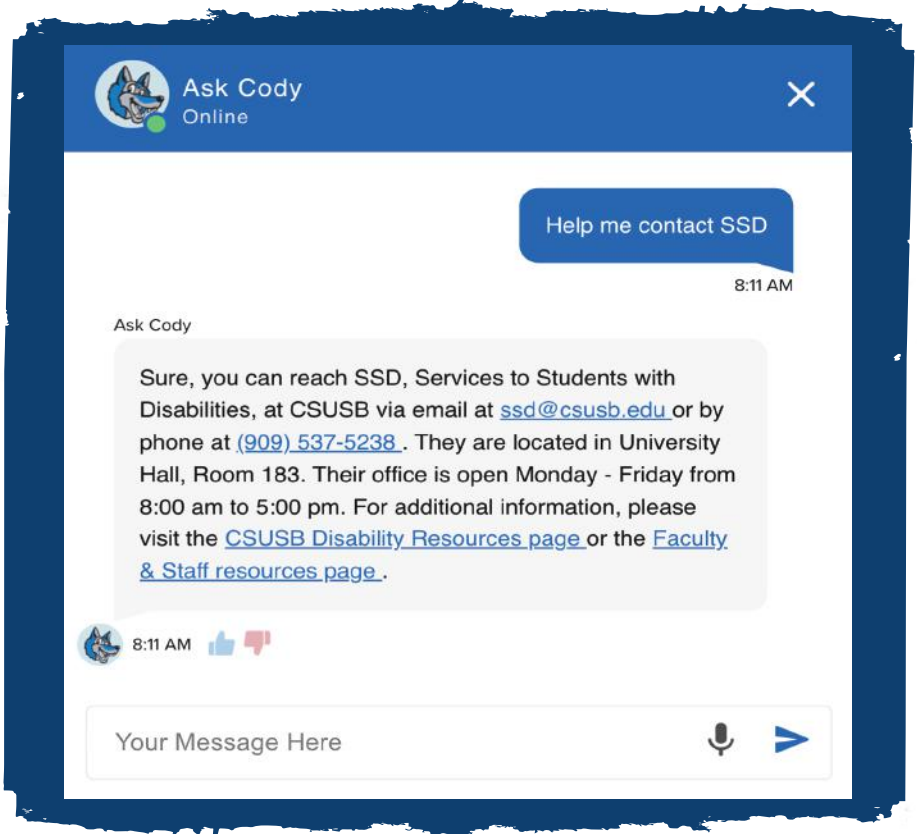 Ask Cody
Online
Help me contact SSD
8:11 AM
Ask Cody
Sure, you can reach SSD, Services to Students with
Disabilities, at CSUSB via email at ssd@csusb.edu or by
phone at (909) 537-5238 . They are located in University
Hall, Room 183. Their office is open Monday - Friday from
8:00 am to 5:00 pm. For additional information, please
visit the CSUSB Disability Resources page or the Faculty
& Staff resources page .
8:11 AM
Your Message Here